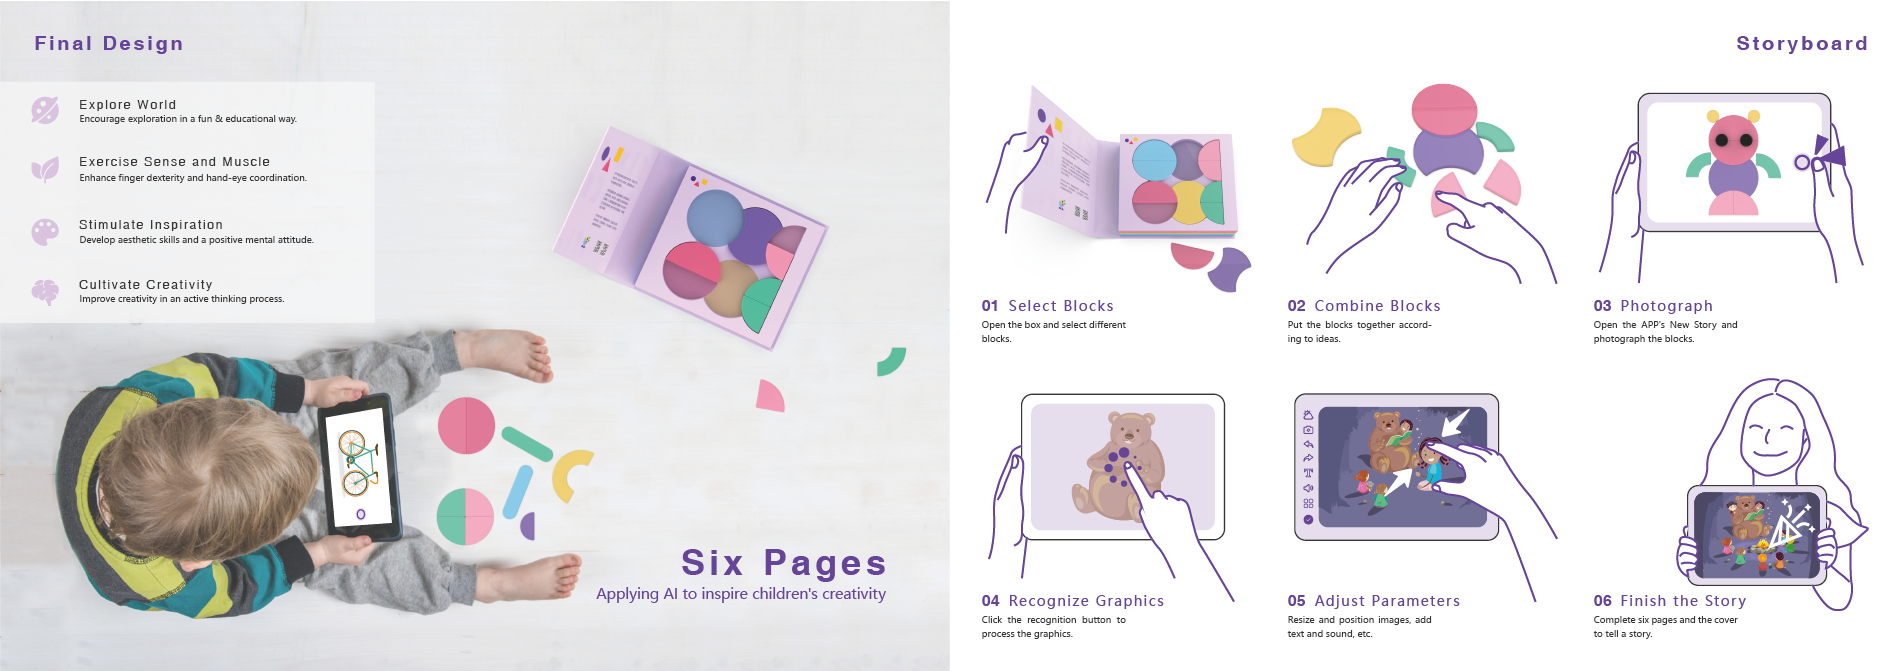 Final Design
Explore World
Encourage exploration in a fun & educational way.
Exercise Sense and Muscle
Enhance finger dexterity and hand-eye coordination.
Stimulate Inspiration
Develop aesthetic skills and a positive mental attitude.
Cultivate Creativity
Improve creativity in an active thinking process.
Six Pages
Applying AI to inspire children's creativity
Storyboard
01 Select Blocks
Open the box and select different
blocks.
02 Combine Blocks
Put the blocks together accord-
ing to ideas.
03 Photograph
Open the APP's New Story and
photograph the blocks.
04 Recognize Graphics
Click the recognition button to
process the graphics.
05 Adjust Parameters
Resize and position images, add
text and sound, etc.
06 Finish the Story
Complete six pages and the cover
to tell a story.